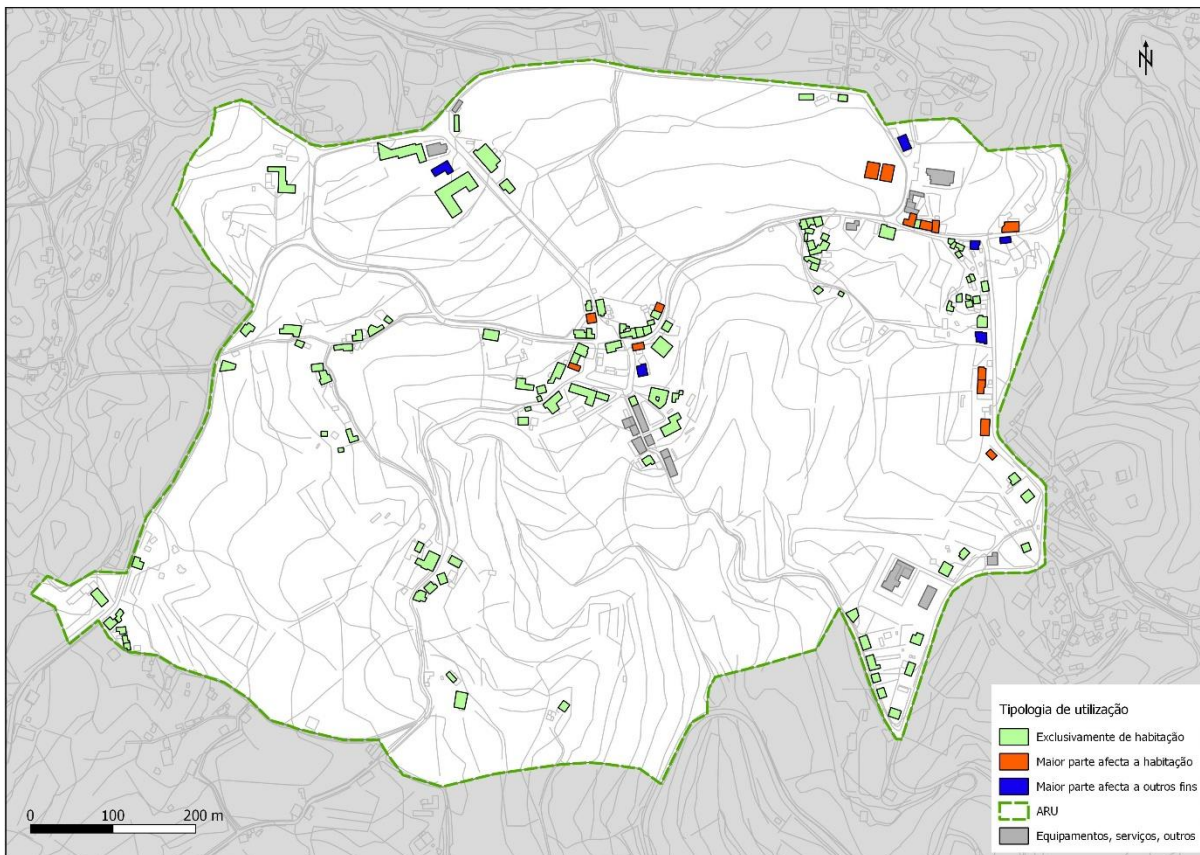 N
Tipologia de utilização
Exclusivamente de habitação
Maior parte afecta a habitação
Maior parte afecta a outros fins
ARU
Equipamentos, serviços, outros
0 100 200 m